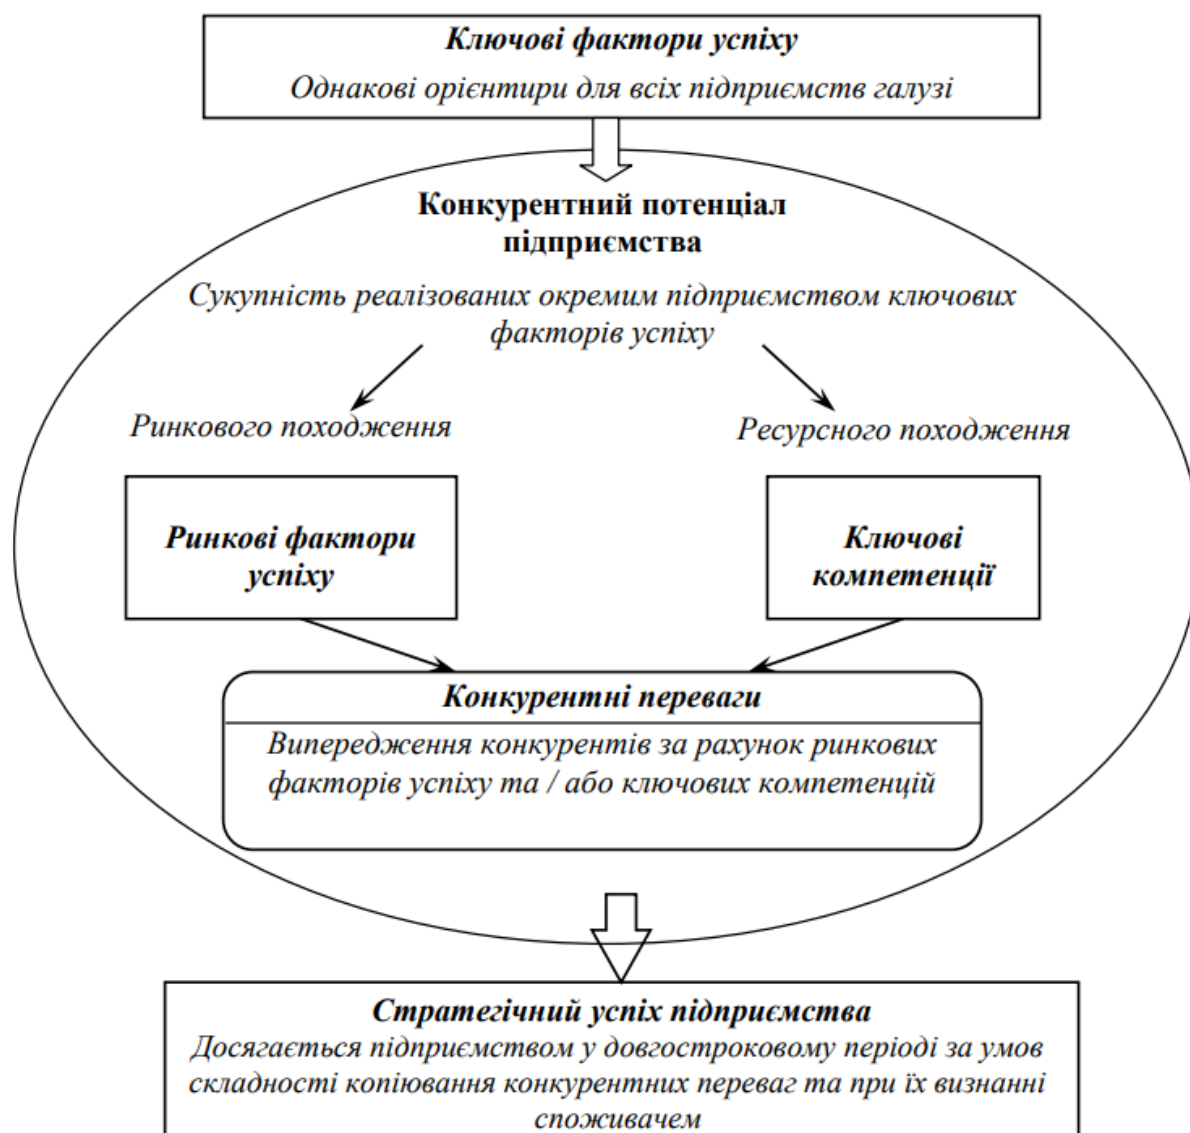 Ключові фактори успіху
Однакові орієнтири для всіх підприємств галузі
Конкурентний потенціал
підприємства
Сукупність реалізованих окремим підприємством ключових
факторів успіху
Ринкового походження
Ресурсного походження
Ринкові фактори
успіху
Ключові
компетенції
Конкурентні переваги
Випередження конкурентів за рахунок ринкових
факторів успіху та / або ключових компетенцій
Стратегічний успіх підприємства
Досягається підприємством у довгостроковому періоді за умов
складності копіювання конкурентних переваг та при їх визнанні
споживачем